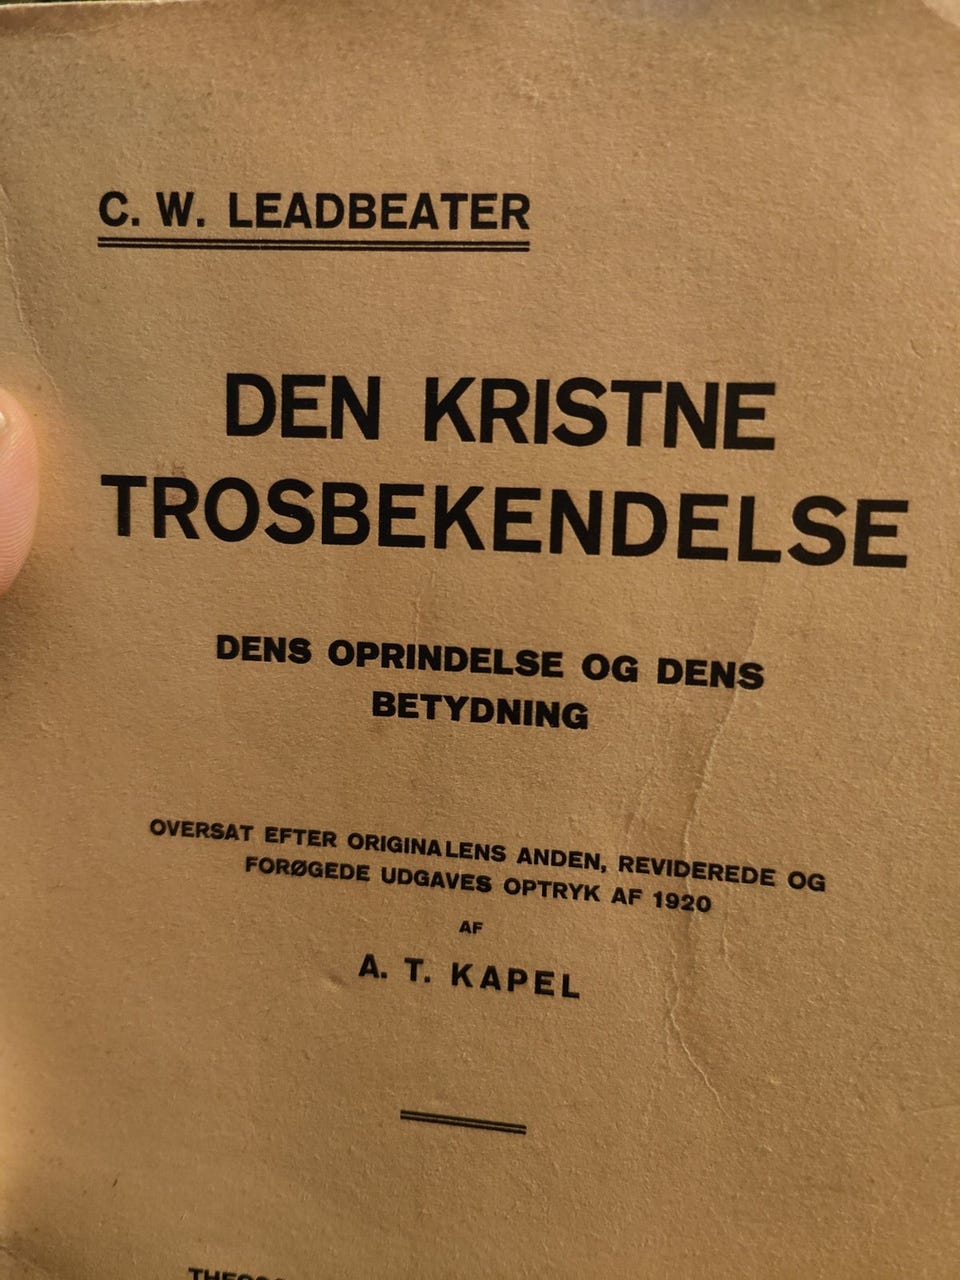 C. W. LEADBEATER
DEN KRISTNE
TROSBEKENDELSE
DENS OPRINDELSE OG DENS
BETYDNING
OVERSAT EFTER ORIGINALENS ANDEN, REVIDEREDE OG
FORØGEDE UDGAVES OPTRYK AF 1920
AF
A. T. KAPEL